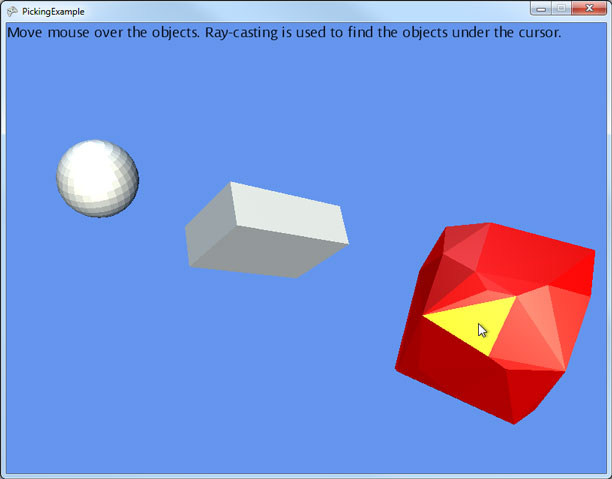 PickingExample
Move mouse over the objects. Ray-casting is used to find the objects under the cursor.